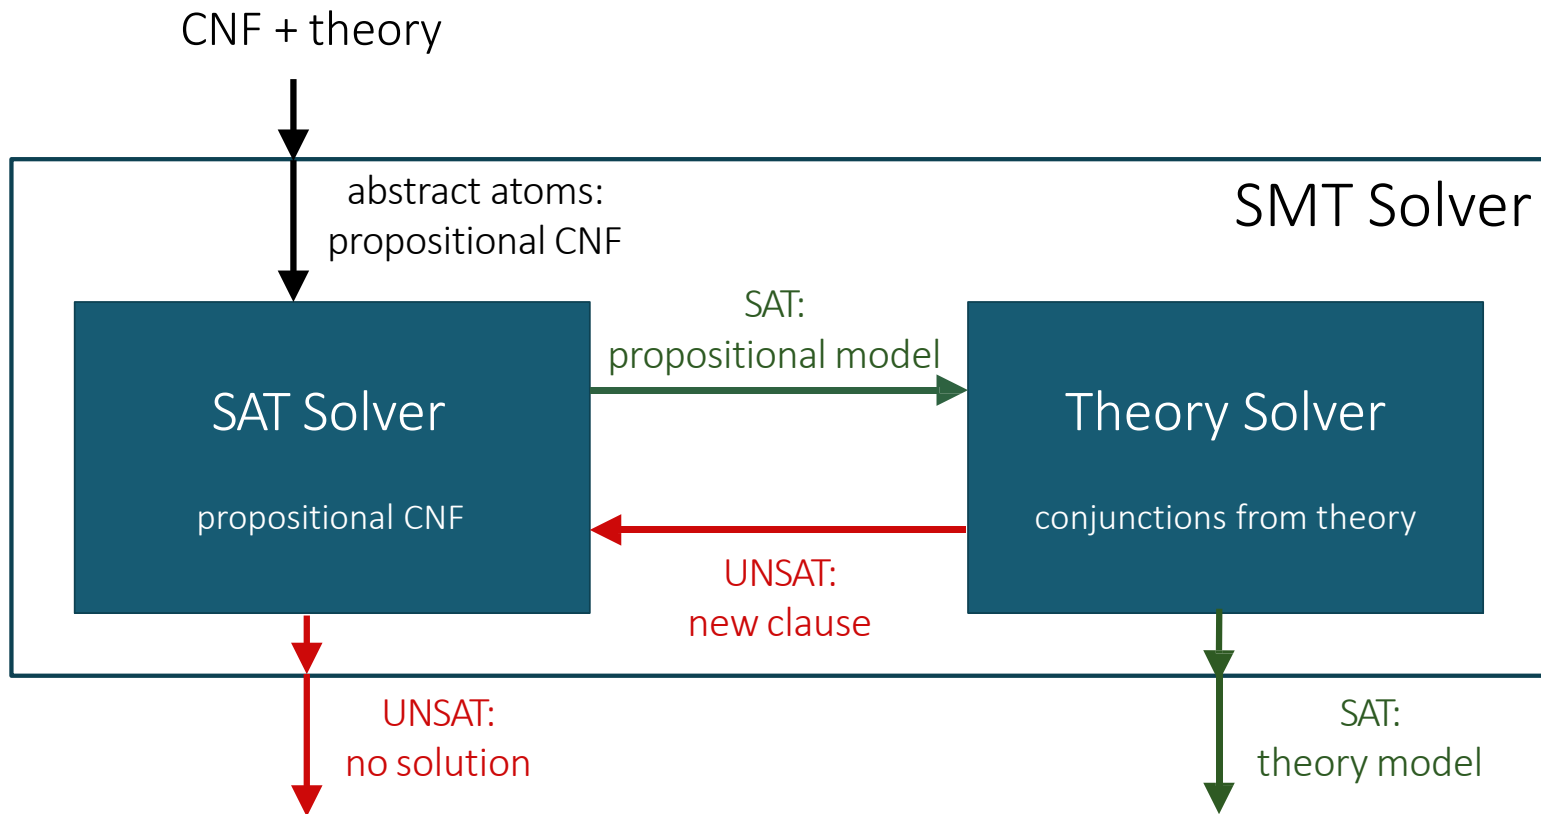 CNF + theory
abstract atoms:
propositional CNF
SMT Solver
SAT:
propositional model
SAT Solver
propositional CNF
Theory Solver
conjunctions from theory
UNSAT:
new clause
UNSAT:
no solution
SAT:
theory model